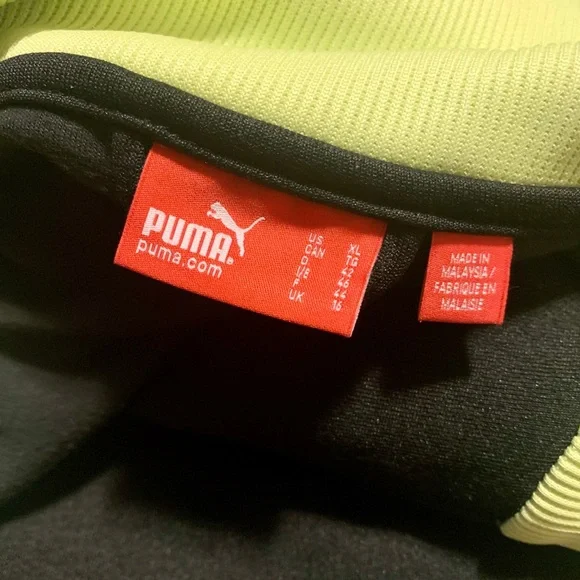 PUMA®
puma.com
US XL
CAN TG
D 42
I/E 46
F 44
UK 16
MADE IN
MALAYSIA/
FABRIQUE EN
MALAISIE